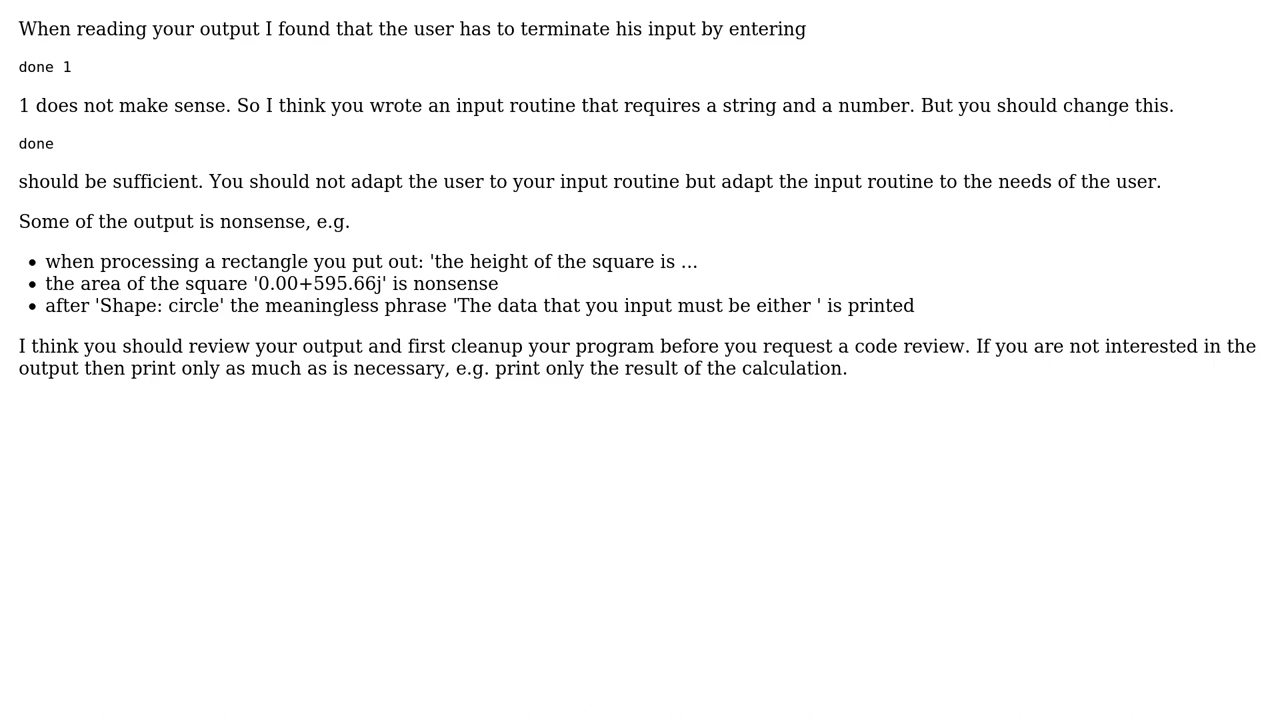 When reading your output I found that the user has to terminate his input by entering
done 1
1 does not make sense. So I think you wrote an input routine that requires a string and a number. But you should change this.
done
should be sufficient. You should not adapt the user to your input routine but adapt the input routine to the needs of the user.
Some of the output is nonsense, e.g.
• when processing a rectangle you put out: 'the height of the square is ...
• the area of the square '0.00+595.66j' is nonsense
• after 'Shape: circle' the meaningless phrase 'The data that you input must be either ' is printed
I think you should review your output and first cleanup your program before you request a code review. If you are not interested in the
output then print only as much as is necessary, e.g. print only the result of the calculation.